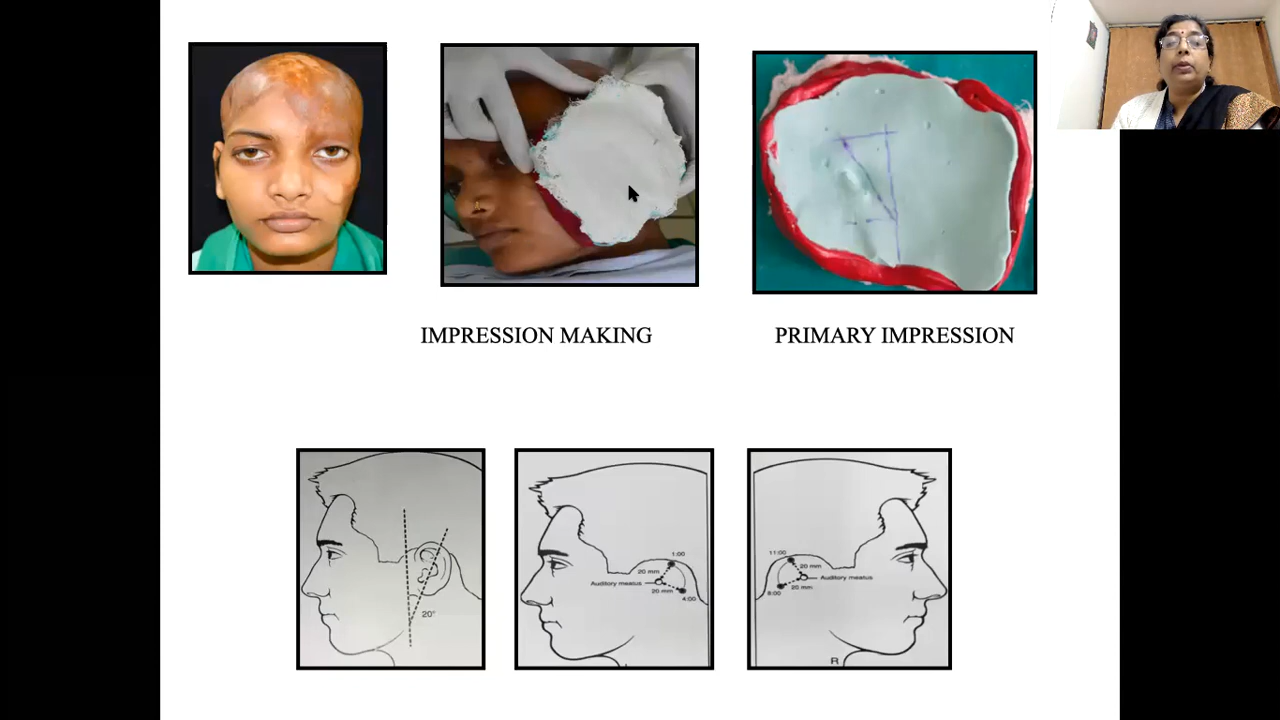 IMPRESSION MAKING
PRIMARY IMPRESSION
20°
1:00
20 mm
Auditory meatus
20 mm
4:00
11:00
20 mm
Auditory meatus
20 mm
8:00
R